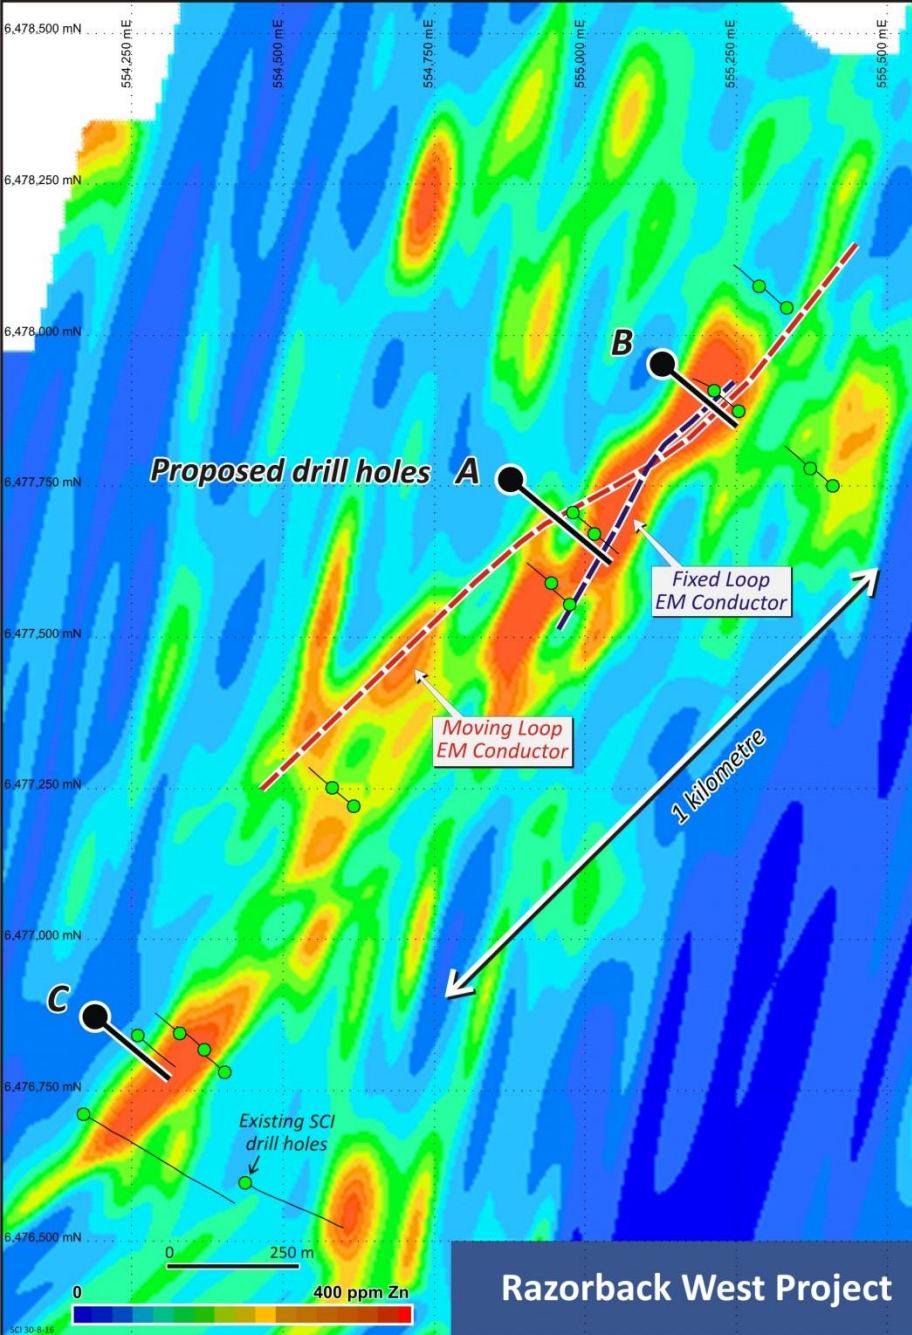 6,478,500 mN
554,250 mE
554,500 mE
554,750 mE
555,000 mE
555,250 mE
555,500 mE
6,478,250 mN
6,478,000 mN
B
Proposed drill holes A
6,477,750 mN
Fixed Loop
EM Conductor
6,477,500 mN
Moving Loop
EM Conductor
1 kilometre
6,477,250 mN
6,477,000 mN
C
6,476,750 mN
Existing SCI
drill holes
6,476,500 mN
0 250 m
0 400 ppm Zn
Razorback West Project
SCI 30-8-16